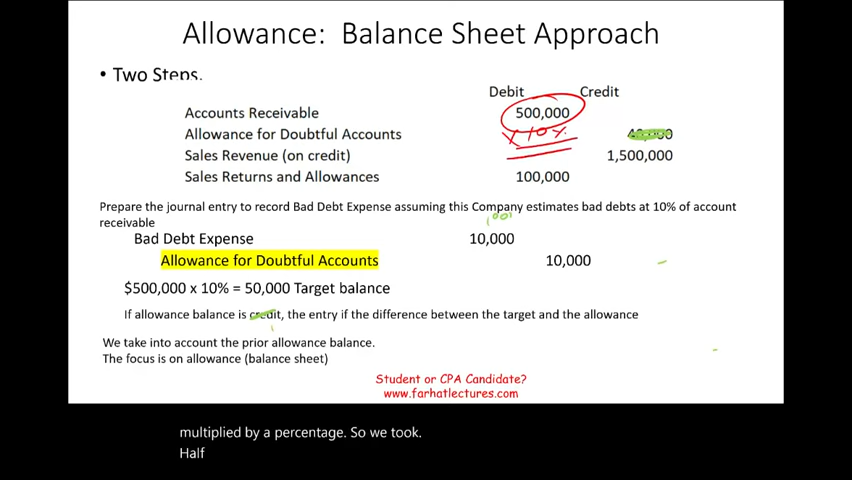 Allowance: Balance Sheet Approach
• Two Steps.
Debit Credit
Accounts Receivable 500,000
X 10%
Allowance for Doubtful Accounts
Sales Revenue (on credit) 1,500,000
Sales Returns and Allowances 100,000
Prepare the journal entry to record Bad Debt Expense assuming this Company estimates bad debts at 10% of account
receivable
Bad Debt Expense 10,000
Allowance for Doubtful Accounts 10,000
$500,000 x 10% = 50,000 Target balance
If allowance balance is credit, the entry if the difference between the target and the allowance
We take into account the prior allowance balance.
The focus is on allowance (balance sheet)
Student or CPA Candidate?
www.farhatlectures.com
multiplied by a percentage. So we took.
Half